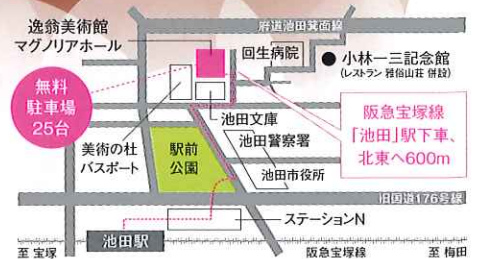 逸翁美術館
マグノリアホール
府道池田箕面線
回生病院
小林一三記念館
(レストラン 雅俗山荘 併設)
無料
駐車場
25台
池田文庫
美術の杜
バスポート
駅前
公園
池田警察署
池田市役所
阪急宝塚線
「池田」駅下車、
北東へ600m
旧国道176号線
ステーションN
池田駅
至 宝塚
阪急宝塚線
至 梅田